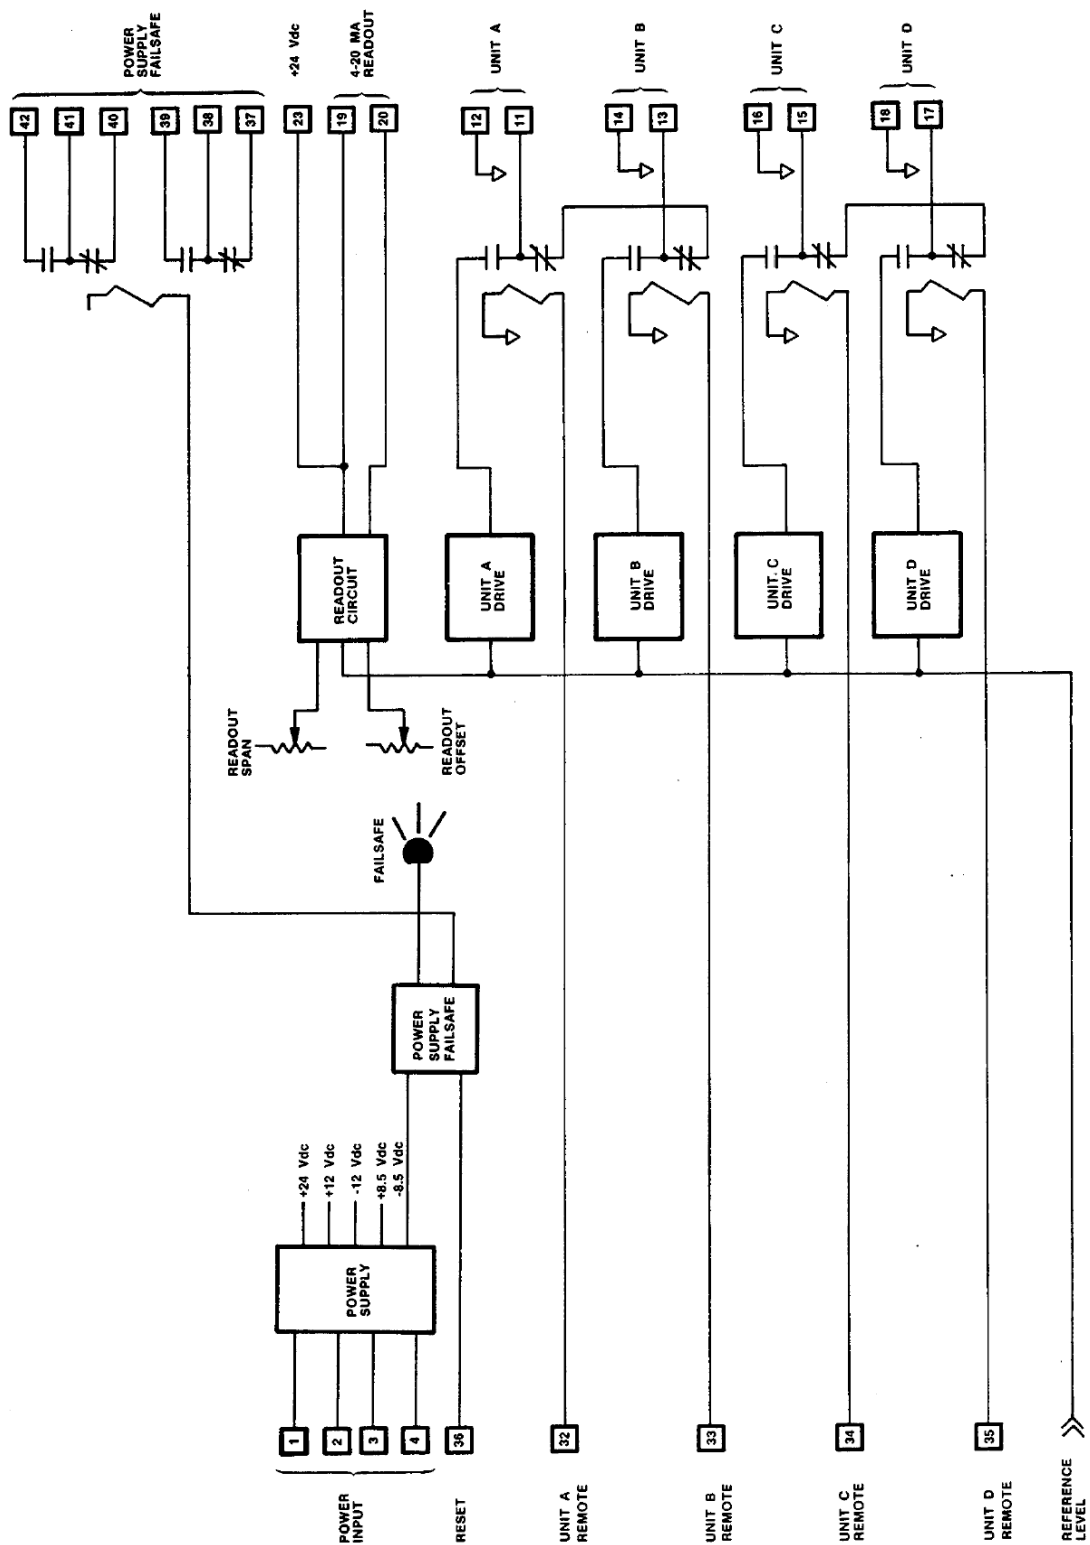 POWER
SUPPLY
FAILSAFE
42
41
40
39
38
37
+24 Vdc
23
4-20 MA
READOUT
19
20
UNIT A
12
11
UNIT B
14
13
UNIT C
16
15
UNIT D
18
17
READOUT
CIRCUIT
UNIT A
DRIVE
UNIT B
DRIVE
UNIT. C
DRIVE
UNIT D
DRIVE
READOUT
SPAN
READOUT
OFFSET
FAILSAFE
POWER
SUPPLY
FAILSAFE
+24 Vdc
+12 Vdc
-12 Vdc
+8.5 Vdc
-8.5 Vdc
POWER
SUPPLY
1
2
3
4
36
32
33
34
35
POWER
INPUT
RESET
UNIT A
REMOTE
UNIT B
REMOTE
UNIT C
REMOTE
UNIT D
REMOTE
REFERENCE
LEVEL